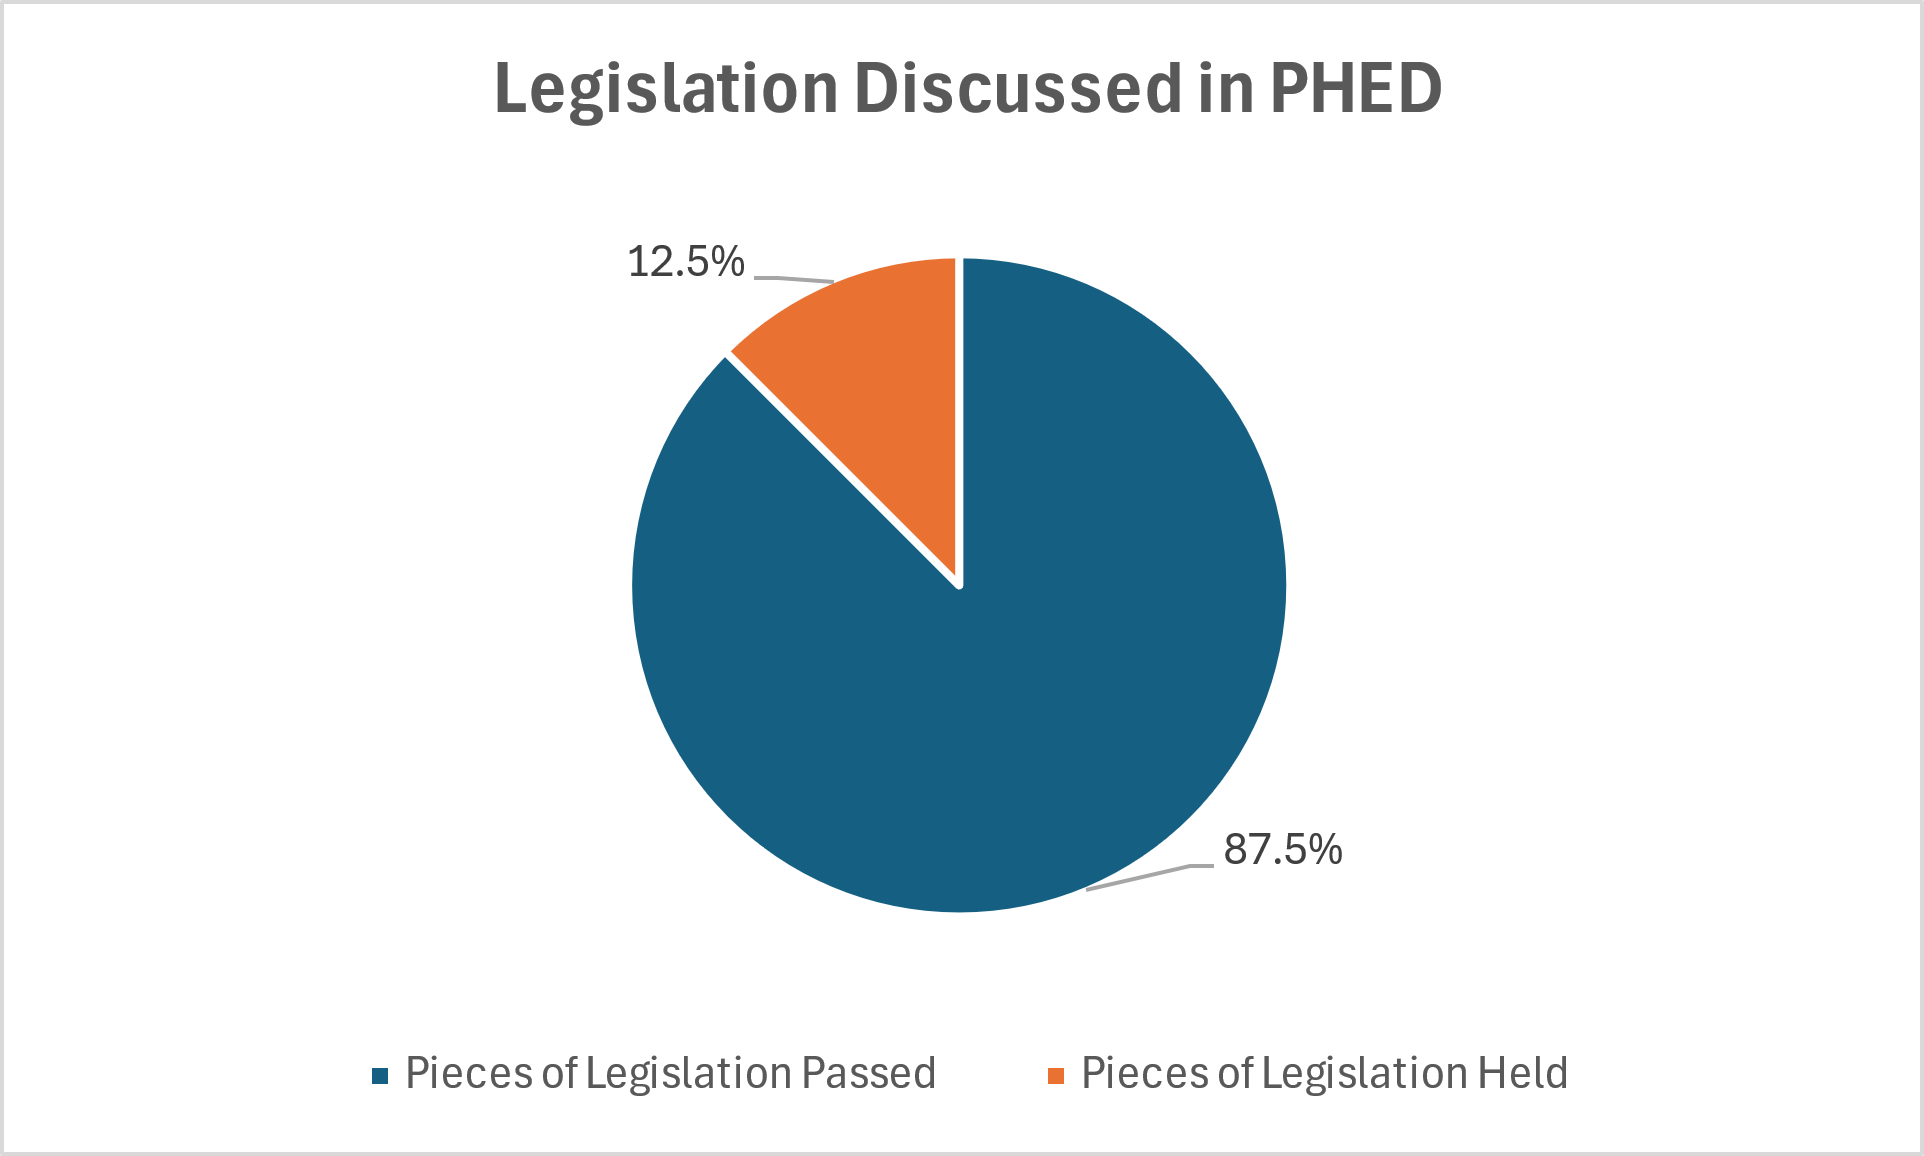 Legislation Discussed in PHED
12.5%
87.5%
Pieces of Legislation Passed
Pieces of Legislation Held